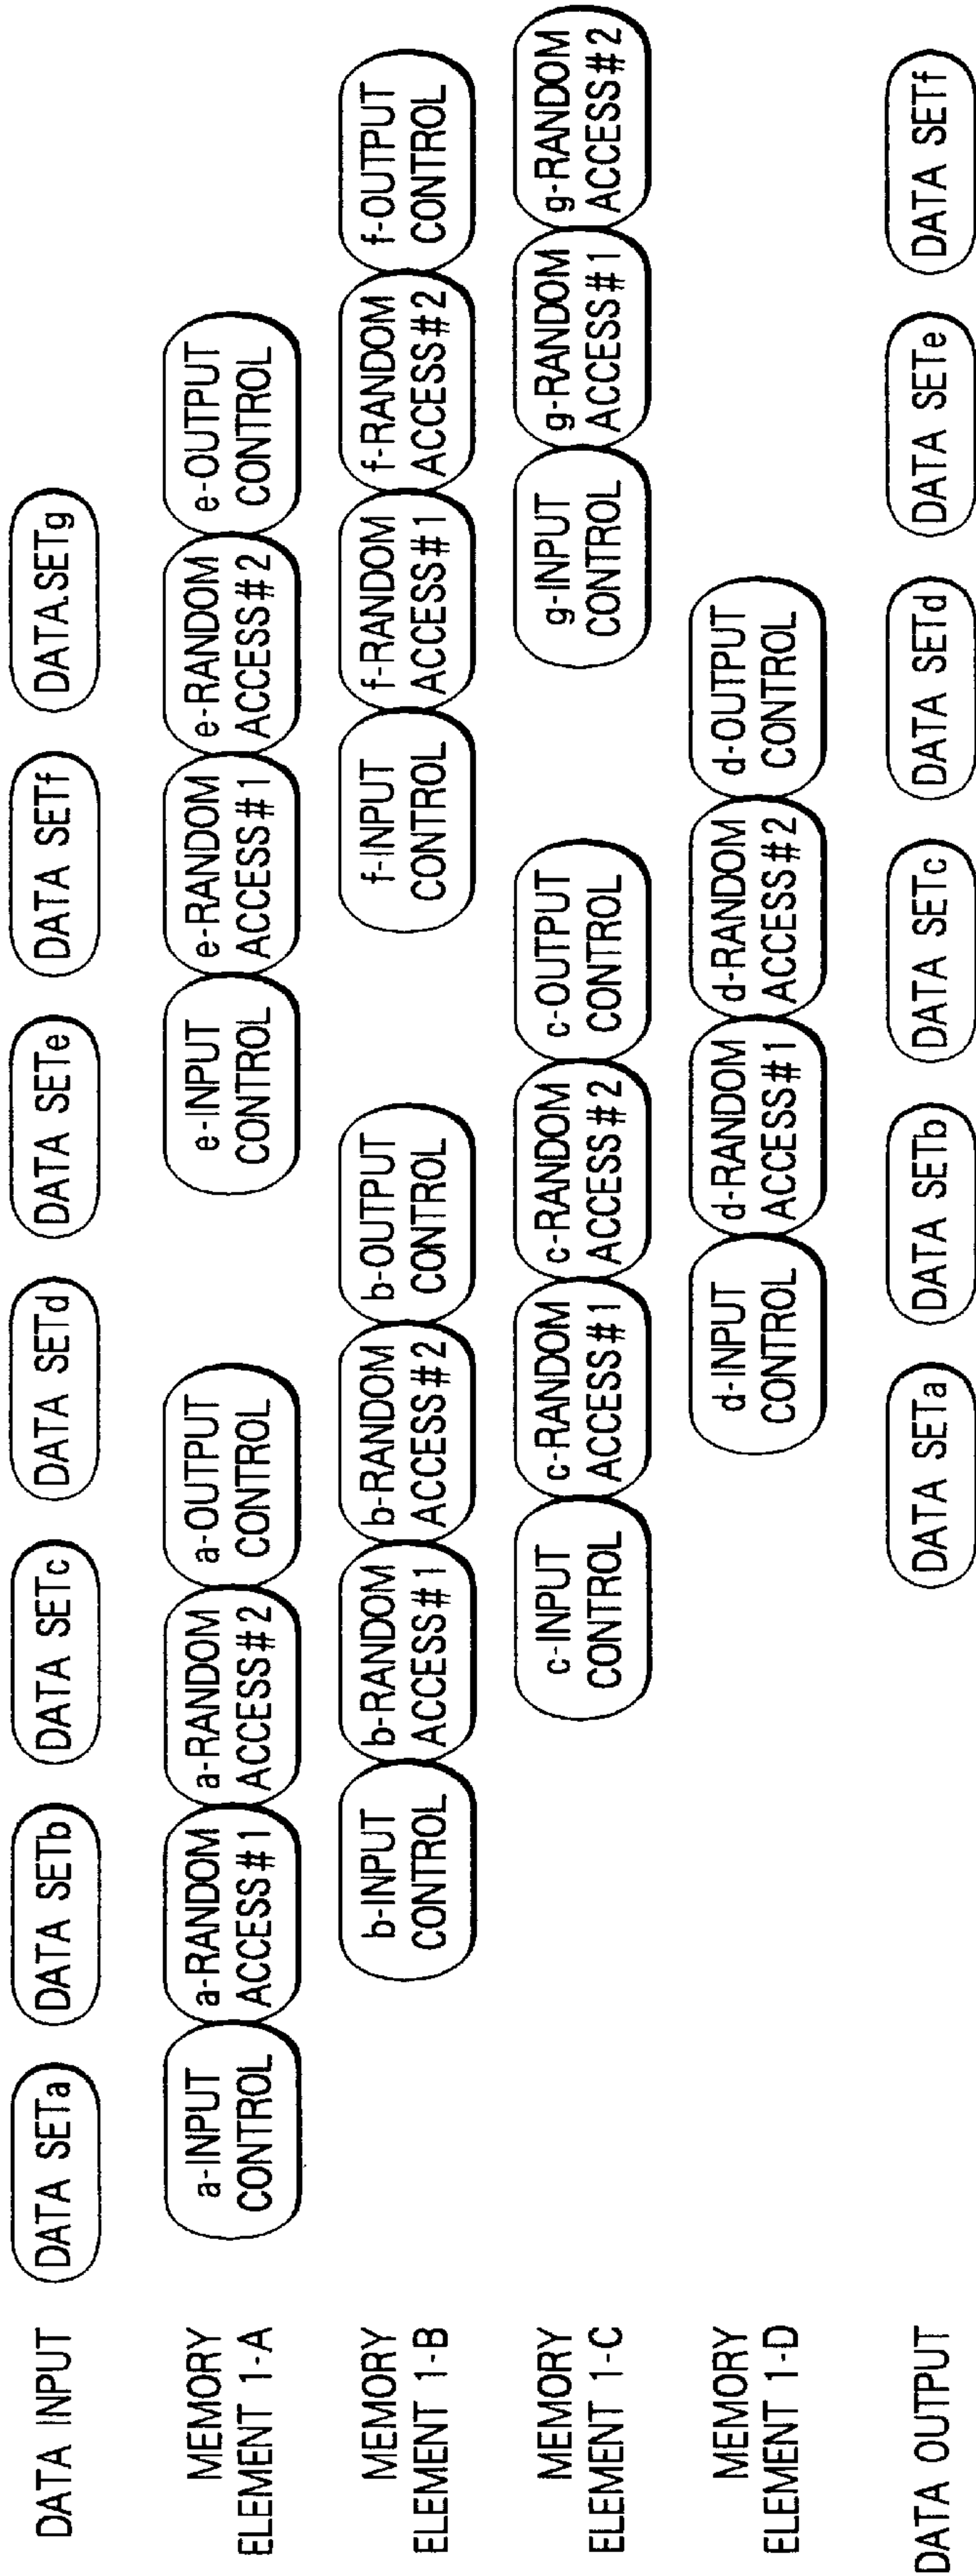 DATA INPUT
DATA SETa
DATA SETb
DATA SETc
DATA SETd
DATA SETe
DATA SETf
DATA.SETg
MEMORY
ELEMENT 1-A
a-INPUT
CONTROL
a-RANDOM
ACCESS#1
a-RANDOM
ACCESS#2
a-OUTPUT
CONTROL
e-INPUT
CONTROL
e-RANDOM
ACCESS#1
e-RANDOM
ACCESS#2
e-OUTPUT
CONTROL
MEMORY
ELEMENT 1-B
b-INPUT
CONTROL
b-RANDOM
ACCESS#1
b-RANDOM
ACCESS#2
b-OUTPUT
CONTROL
f-INPUT
CONTROL
f-RANDOM
ACCESS#1
f-RANDOM
ACCESS#2
f-OUTPUT
CONTROL
MEMORY
ELEMENT 1-C
c-INPUT
CONTROL
c-RANDOM
ACCESS#1
c-RANDOM
ACCESS#2
c-OUTPUT
CONTROL
g-INPUT
CONTROL
g-RANDOM
ACCESS#1
g-RANDOM
ACCESS#2
MEMORY
ELEMENT 1-D
d-INPUT
CONTROL
d-RANDOM
ACCESS#1
d-RANDOM
ACCESS#2
d-OUTPUT
CONTROL
DATA OUTPUT
DATA SETa
DATA SETb
DATA SETc
DATA SETd
DATA SETe
DATA SETf